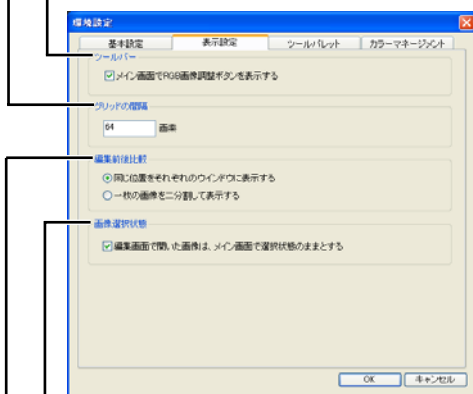 環境設定
基本設定 表示設定 ツールパレット カラーマネージメント
ツールバー
メイン画面でRGB画像調整ボタンを表示する
グリッドの間隔
64 画素
編集前後比較
同じ位置をそれぞれのウインドウに表示する
一枚の画像を二分割して表示する
画像選択状態
編集画面で開いた画像は、メイン画面で選択状態のままとする
OK キャンセル